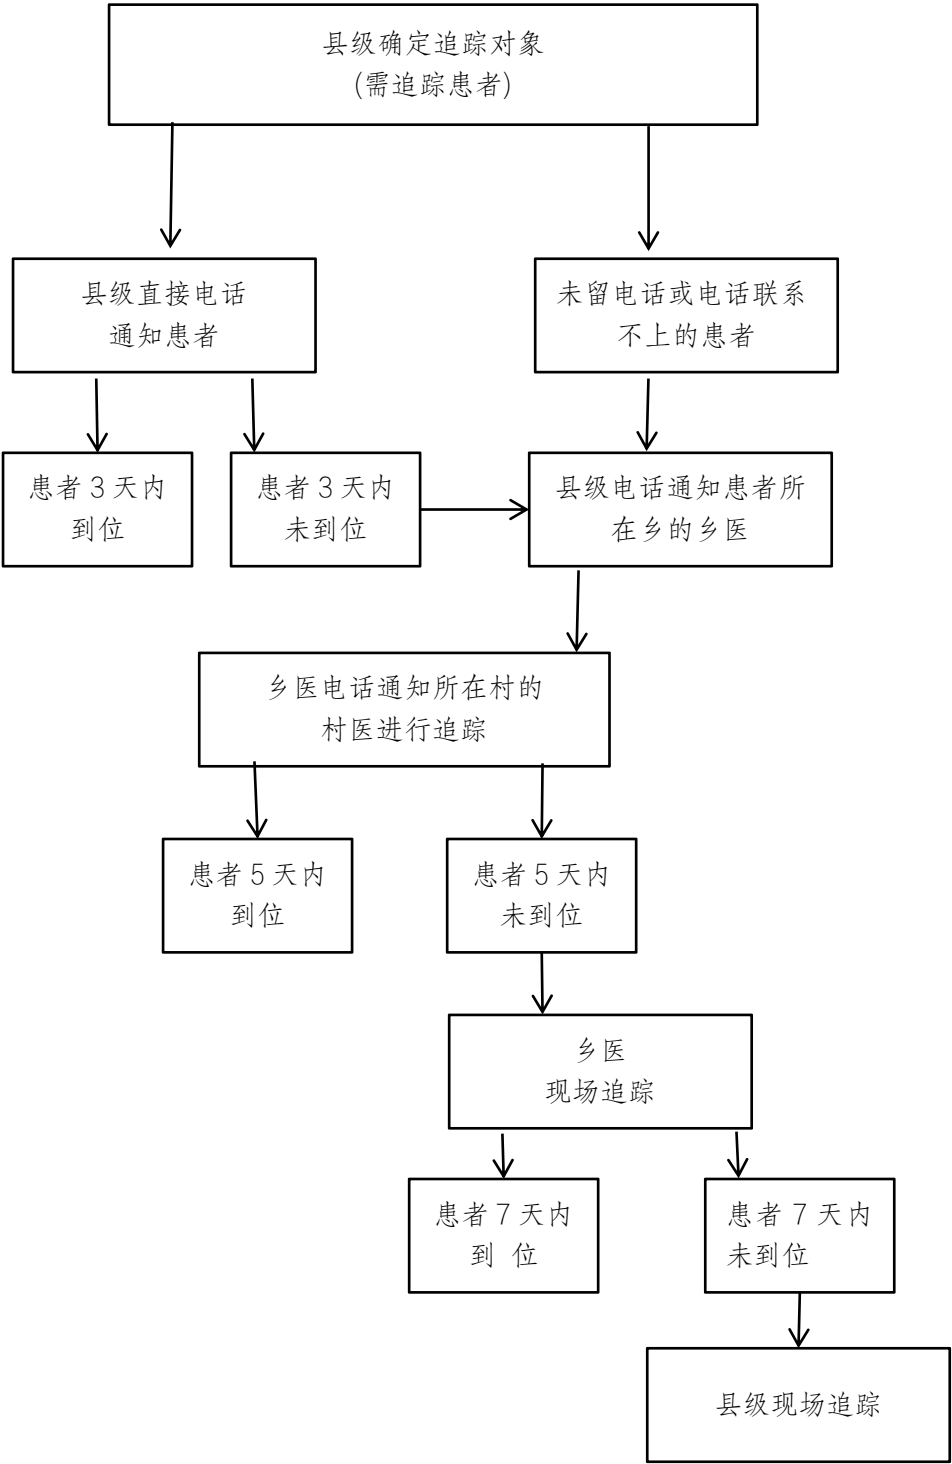 县级确定追踪对象
(需追踪患者)
县级直接电话
通知患者
未留电话或电话联系
不上的患者
患者3天内
到位
患者3天内
未到位
县级电话通知患者所
在乡的乡医
乡医电话通知所在村的
村医进行追踪
患者5天内
到位
患者5天内
未到位
乡医
现场追踪
患者7天内
到 位
患者7天内
未到位
县级现场追踪